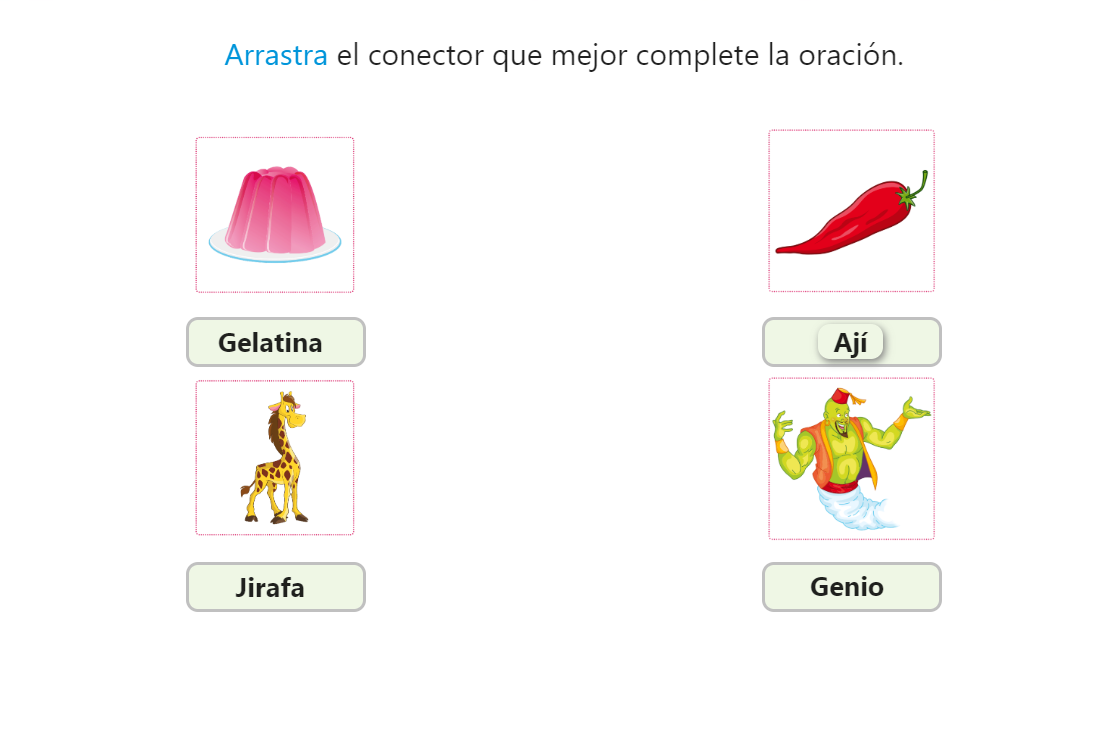 Arrastra el conector que mejor complete la oración.
Gelatina
Ají
Jirafa
Genio